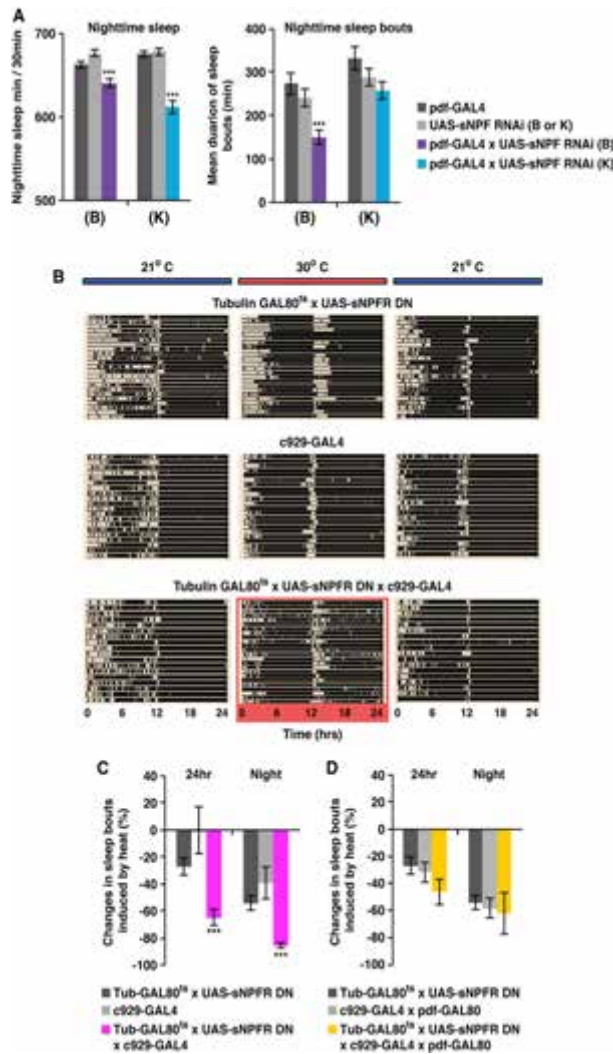 A
Nighttime sleep
Nighttime sleep min / 30min
700
600
500
***
***
(B)
(K)
Nighttime sleep bouts
Mean duarion of sleep
bouts (min)
400
300
200
100
0
***
(B)
(K)
pdf-GAL4
UAS-sNPF RNAi (B or K)
pdf-GAL4 x UAS-sNPF RNAi (B)
pdf-GAL4 x UAS-sNPF RNAi (K)
B
21° C
30° C
21° C
Tubulin GAL80ts x UAS-sNPFR DN
c929-GAL4
Tubulin GAL80ts x UAS-sNPFR DN x c929-GAL4
0 6 12 18 24
0 6 12 18 24
0 6 12 18 24
Time (hrs)
C
24hr
Night
Changes in sleep bouts
induced by heat (%)
40
20
0
-20
-40
-60
-80
-100
***
***
Tub-GAL80ts x UAS-sNPFR DN
c929-GAL4
Tub-GAL80ts x UAS-sNPFR DN
x c929-GAL4
D
24hr
Night
Changes in sleep bouts
induced by heat (%)
40
20
0
-20
-40
-60
-80
-100
Tub-GAL80ts x UAS-sNPFR DN
c929-GAL4 x pdf-GAL80
Tub-GAL80ts x UAS-sNPFR DN
x c929-GAL4 x pdf-GAL80